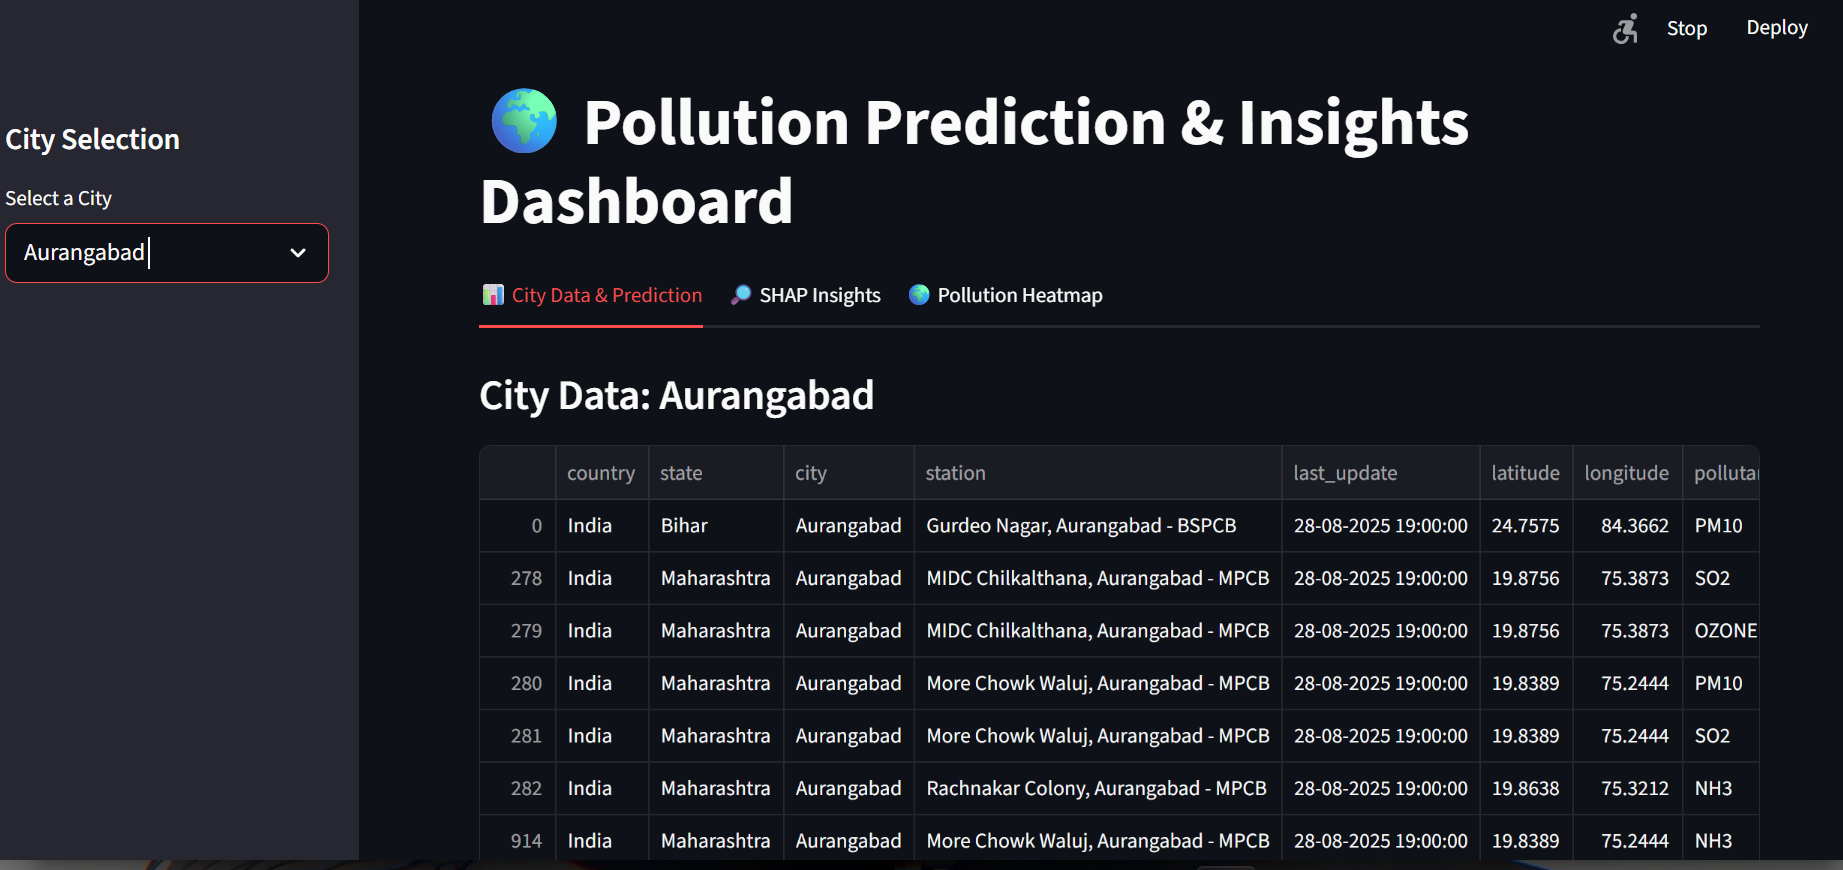 Stop Deploy
City Selection
Select a City
Aurangabad
Pollution Prediction & Insights
Dashboard
City Data & Prediction SHAP Insights Pollution Heatmap
City Data: Aurangabad
country state city station last_update latitude longitude polluta
0 India Bihar Aurangabad Gurdeo Nagar, Aurangabad - BSPCB 28-08-2025 19:00:00 24.7575 84.3662 PM10
278 India Maharashtra Aurangabad MIDC Chilkalthana, Aurangabad - MPCB 28-08-2025 19:00:00 19.8756 75.3873 SO2
279 India Maharashtra Aurangabad MIDC Chilkalthana, Aurangabad - MPCB 28-08-2025 19:00:00 19.8756 75.3873 OZONE
280 India Maharashtra Aurangabad More Chowk Waluj, Aurangabad - MPCB 28-08-2025 19:00:00 19.8389 75.2444 PM10
281 India Maharashtra Aurangabad More Chowk Waluj, Aurangabad - MPCB 28-08-2025 19:00:00 19.8389 75.2444 SO2
282 India Maharashtra Aurangabad Rachnakar Colony, Aurangabad - MPCB 28-08-2025 19:00:00 19.8638 75.3212 NH3
914 India Maharashtra Aurangabad More Chowk Waluj, Aurangabad - MPCB 28-08-2025 19:00:00 19.8389 75.2444 NH3